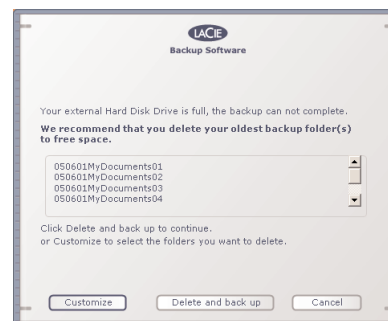 LACIE
Backup Software
Your external Hard Disk Drive is full, the backup can not complete.
We recommend that you delete your oldest backup folder(s)
to free space.
050601MyDocuments01
050601MyDocuments02
050601MyDocuments03
050601MyDocuments04
Click Delete and back up to continue.
or Customize to select the folders you want to delete.
Customize
Delete and back up
Cancel